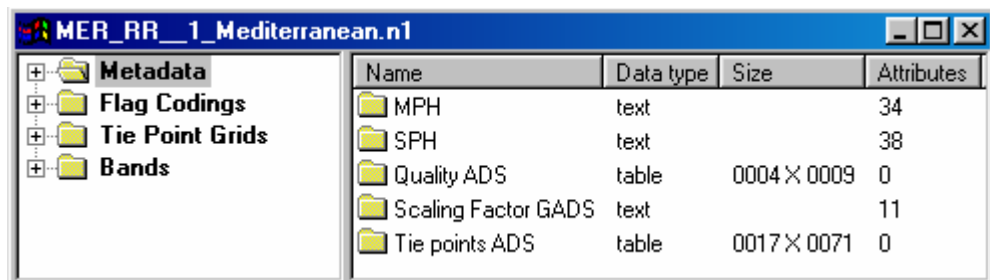 MER_RR__1_Mediterranean.n1
Metadata
Flag Codings
Tie Point Grids
Bands
Name Data type Size Attributes
MPH text 34
SPH text 38
Quality ADS table 0004 X 0009 0
Scaling Factor GADS text 11
Tie points ADS table 0017 X 0071 0